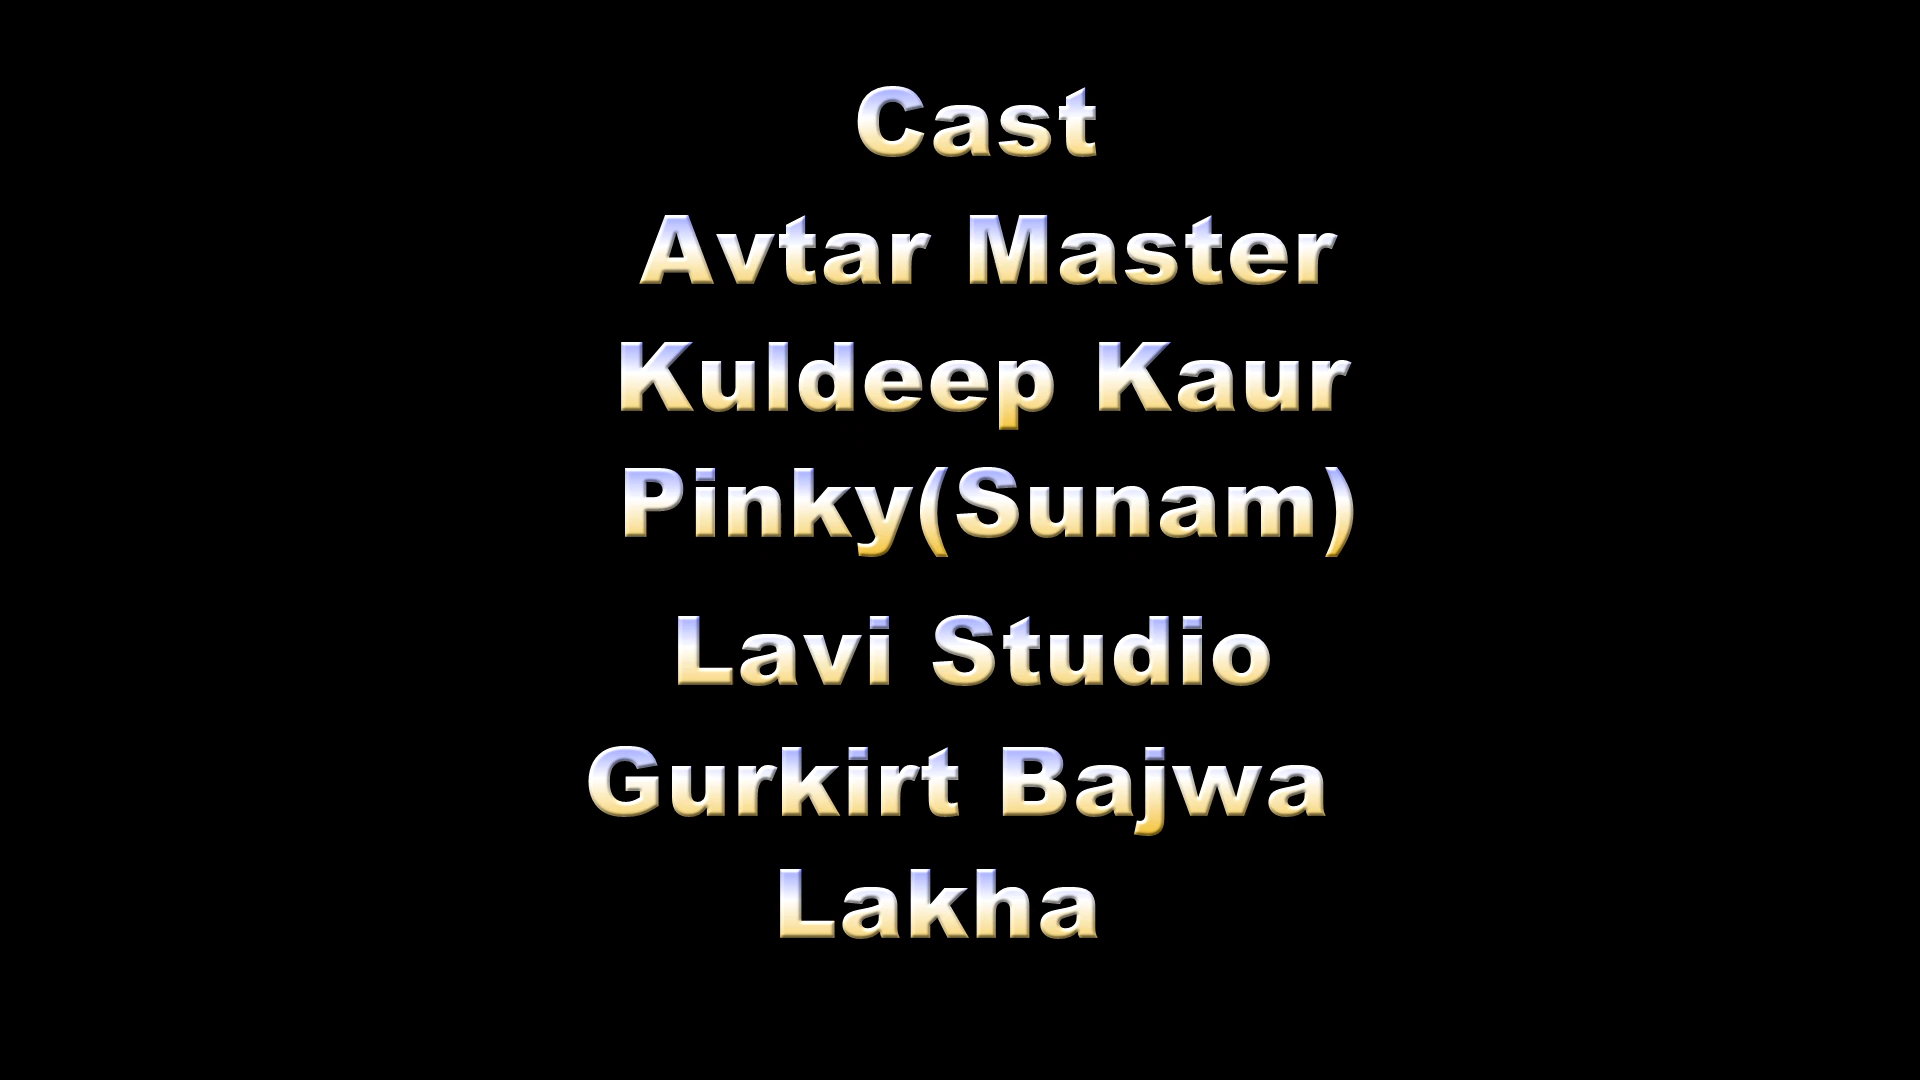 Cast
Avtar Master
Kuldeep Kaur
Pinky(Sunam)
Lavi Studio
Gurkirt Bajwa
Lakha